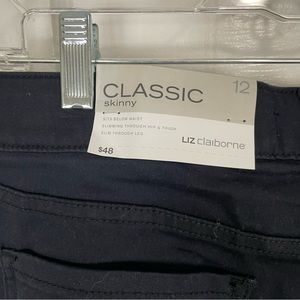 CLASSIC 12
skinny
SITS BELOW WAIST
SLIMMING THROUGH HIP & THIGH
SLIM THROUGH LEG
LIZ claiborne
$48